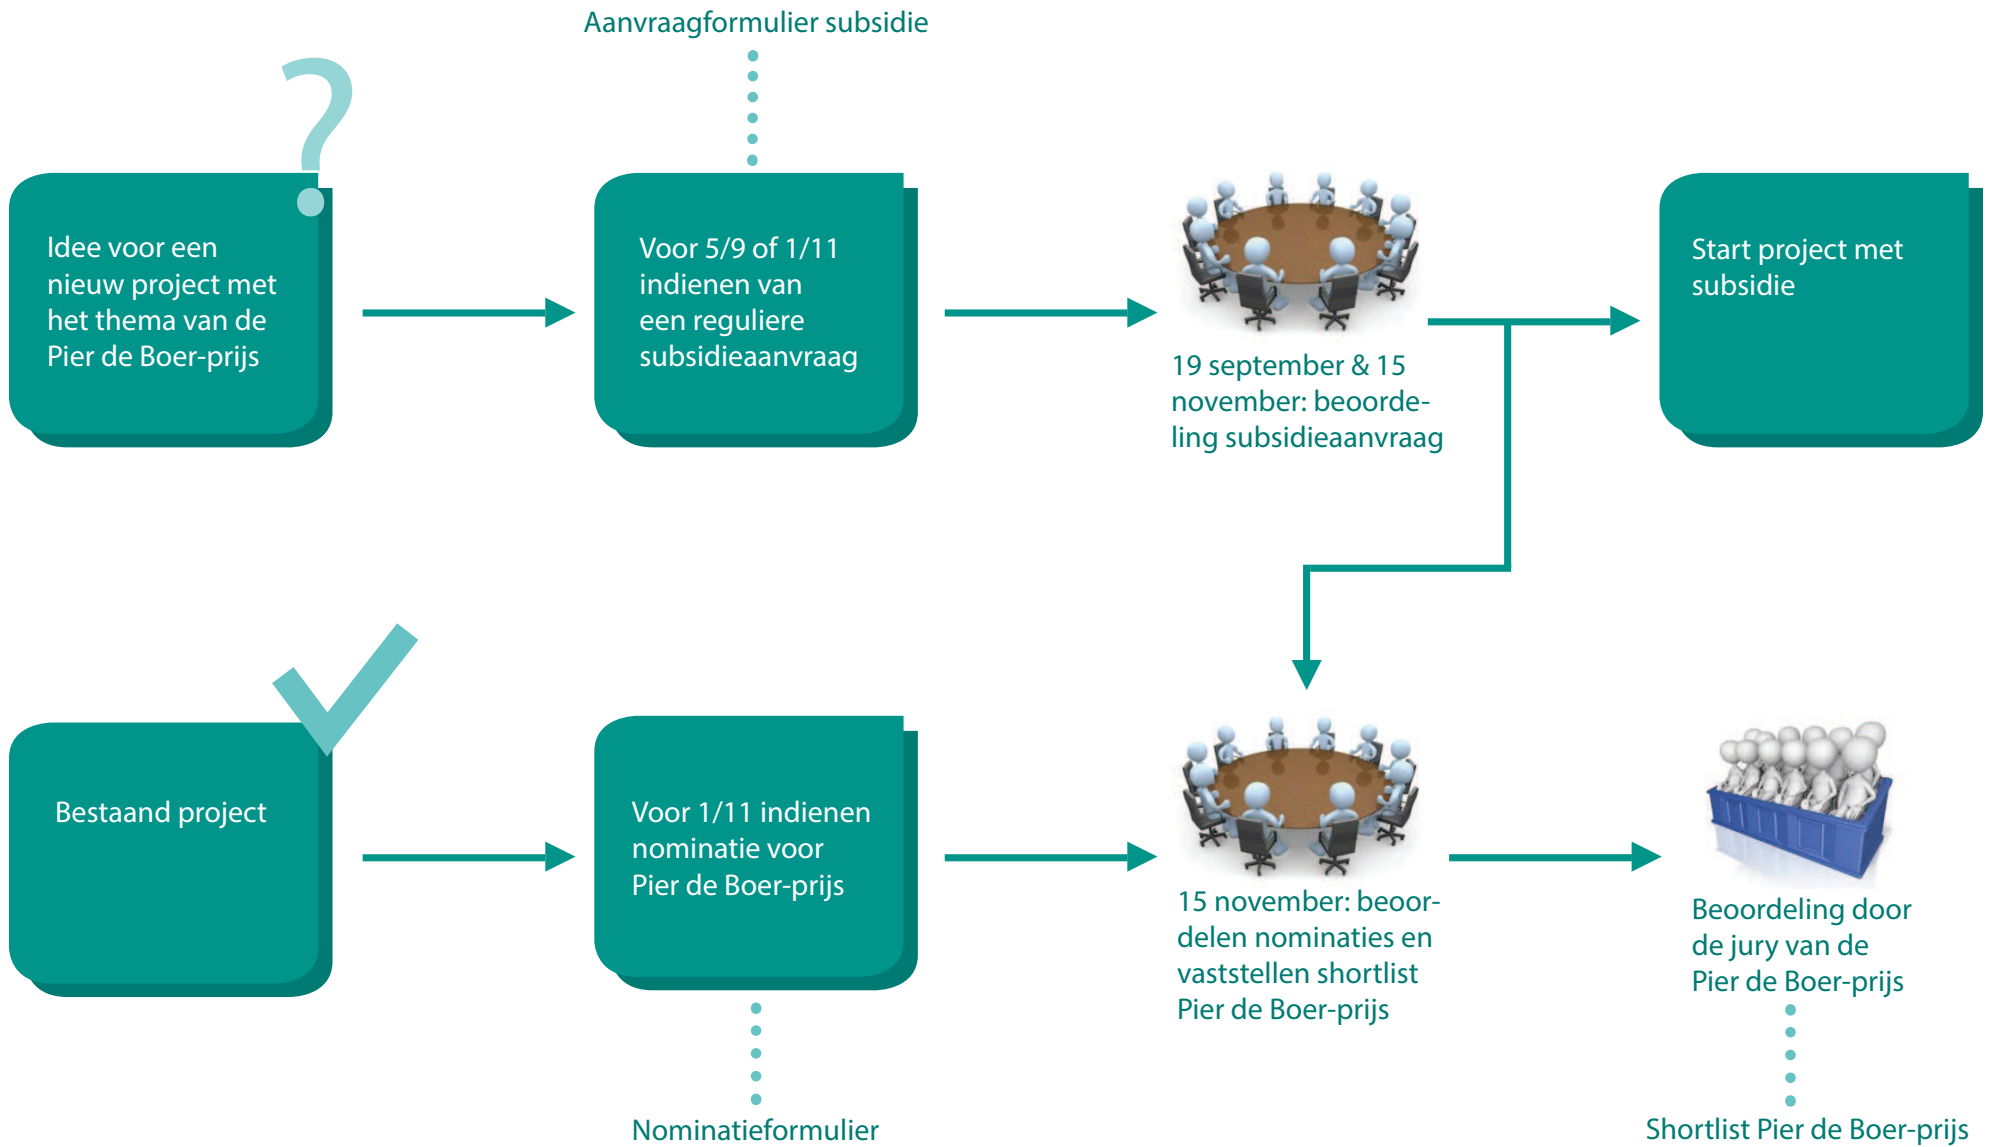 Aanvraagformulier subsidie
?
Idee voor een
nieuw project met
het thema van de
Pier de Boer-prijs
Voor 5/9 of 1/11
indienen van
een reguliere
subsidieaanvraag
19 september & 15
november: beoorde-
ling subsidieaanvraag
Start project met
subsidie
Bestaand project
Voor 1/11 indienen
nominatie voor
Pier de Boer-prijs
15 november: beoor-
delen nominaties en
vaststellen shortlist
Pier de Boer-prijs
Beoordeling door
de jury van de
Pier de Boer-prijs
Nominatieformulier
Shortlist Pier de Boer-prijs